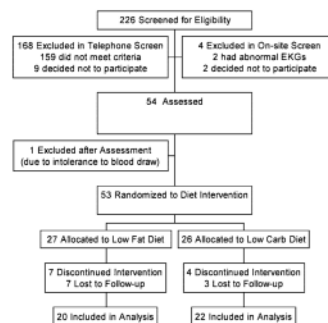 226 Screened for Eligibility
168 Excluded in Telephone Screen
159 did not meet criteria
9 decided not to participate
4 Excluded in On-site Screen
2 had abnormal EKGs
2 decided not to participate
54 Assessed
1 Excluded after Assessment
(due to intolerance to blood draw)
53 Randomized to Diet Intervention
27 Allocated to Low Fat Diet
26 Allocated to Low Carb Diet
7 Discontinued Intervention
7 Lost to Follow-up
4 Discontinued Intervention
3 Lost to Follow-up
20 Included in Analysis
22 Included in Analysis